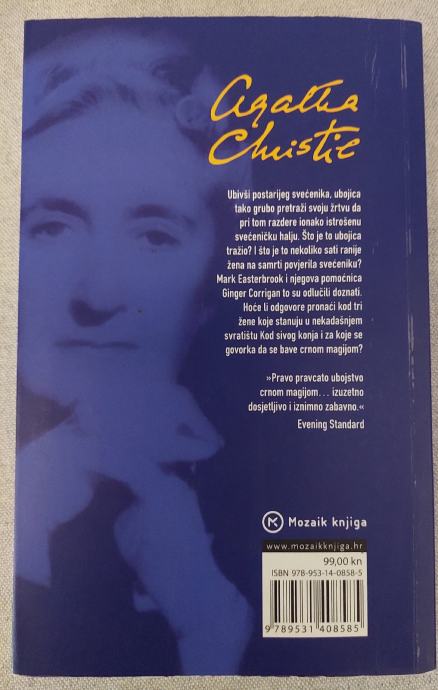 Agatha
Christie
Ubivši postarijeg svećenika, ubojica
tako grubo pretraži svoju žrtvu da
pri tom razdere ionako istrošenu
svećeničku halju. Što je to ubojica
tražio? I što je to nekoliko sati ranije
žena na samrti povjerila svećeniku?
Mark Easterbrook i njegova pomoćnica
Ginger Corrigan to su odlučili doznati.
Hoće li odgovore pronaći kod tri
žene koje stanuju u nekadašnjem
svratištu Kod sivog konja i za koje se
govorka da se bave crnom magijom?
»Pravo pravcato ubojstvo
crnom magijom... izuzetno
dosjetljivo i iznimno zabavno.«
Evening Standard
Mozaik knjiga
www.mozaikknjiga.hr
99,00 kn
ISBN 978-953-14-0858-5
9 789531 408585